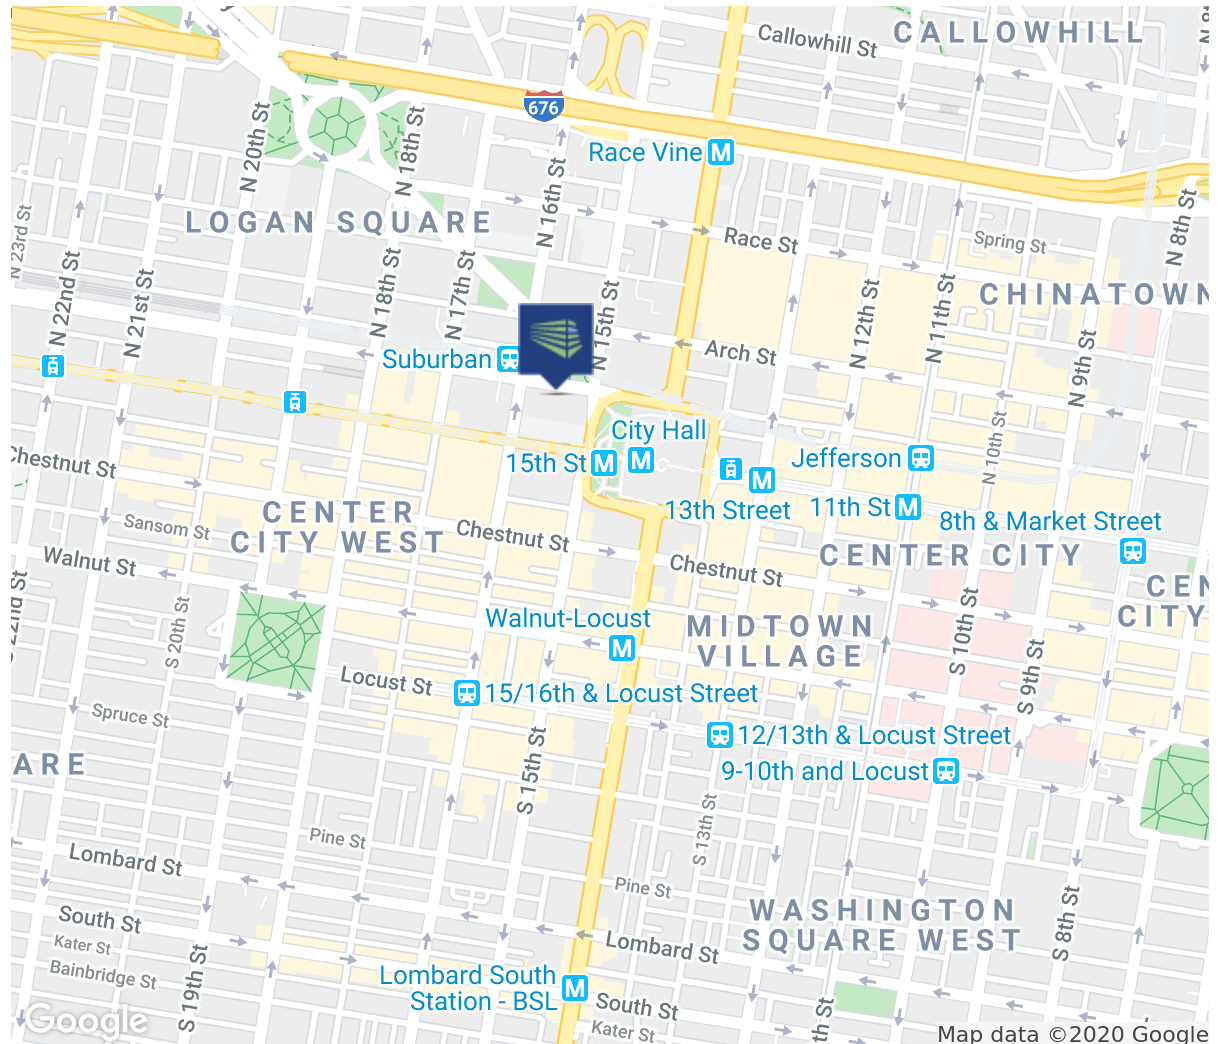 CALLOWHILL
Callowhill St
676
Race Vine
N 20th St
N 18th St
N 16th St
LOGAN SQUARE
Race St
Spring St
N 8th St
N 23rd St
N 22nd St
N 21st St
N 18th St
N 17th St
N 15th St
N 12th St
N 11th St
CHINATOWN
Arch St
N 9th St
Suburban
City Hall
15th St
Jefferson
N 10th St
13th Street
11th St
8th & Market Street
Chestnut St
CENTER
CITY WEST
Sansom St
Chestnut St
Walnut St
Chestnut St
CENTER CITY
CEN
CITY
Walnut-Locust
MIDTOWN
VILLAGE
S 22nd St
S 20th St
S 10th St
S 9th St
Locust St
15/16th & Locust Street
Spruce St
12/13th & Locust Street
9-10th and Locust
ARE
S 15th St
S 13th St
Pine St
Lombard St
Pine St
WASHINGTON
SQUARE WEST
South St
Kater St
Bainbridge St
Lombard St
S 8th St
S 19th St
Lombard South
Station - BSL
South St
Kater St
th St
Google
Map data ©2020 Google